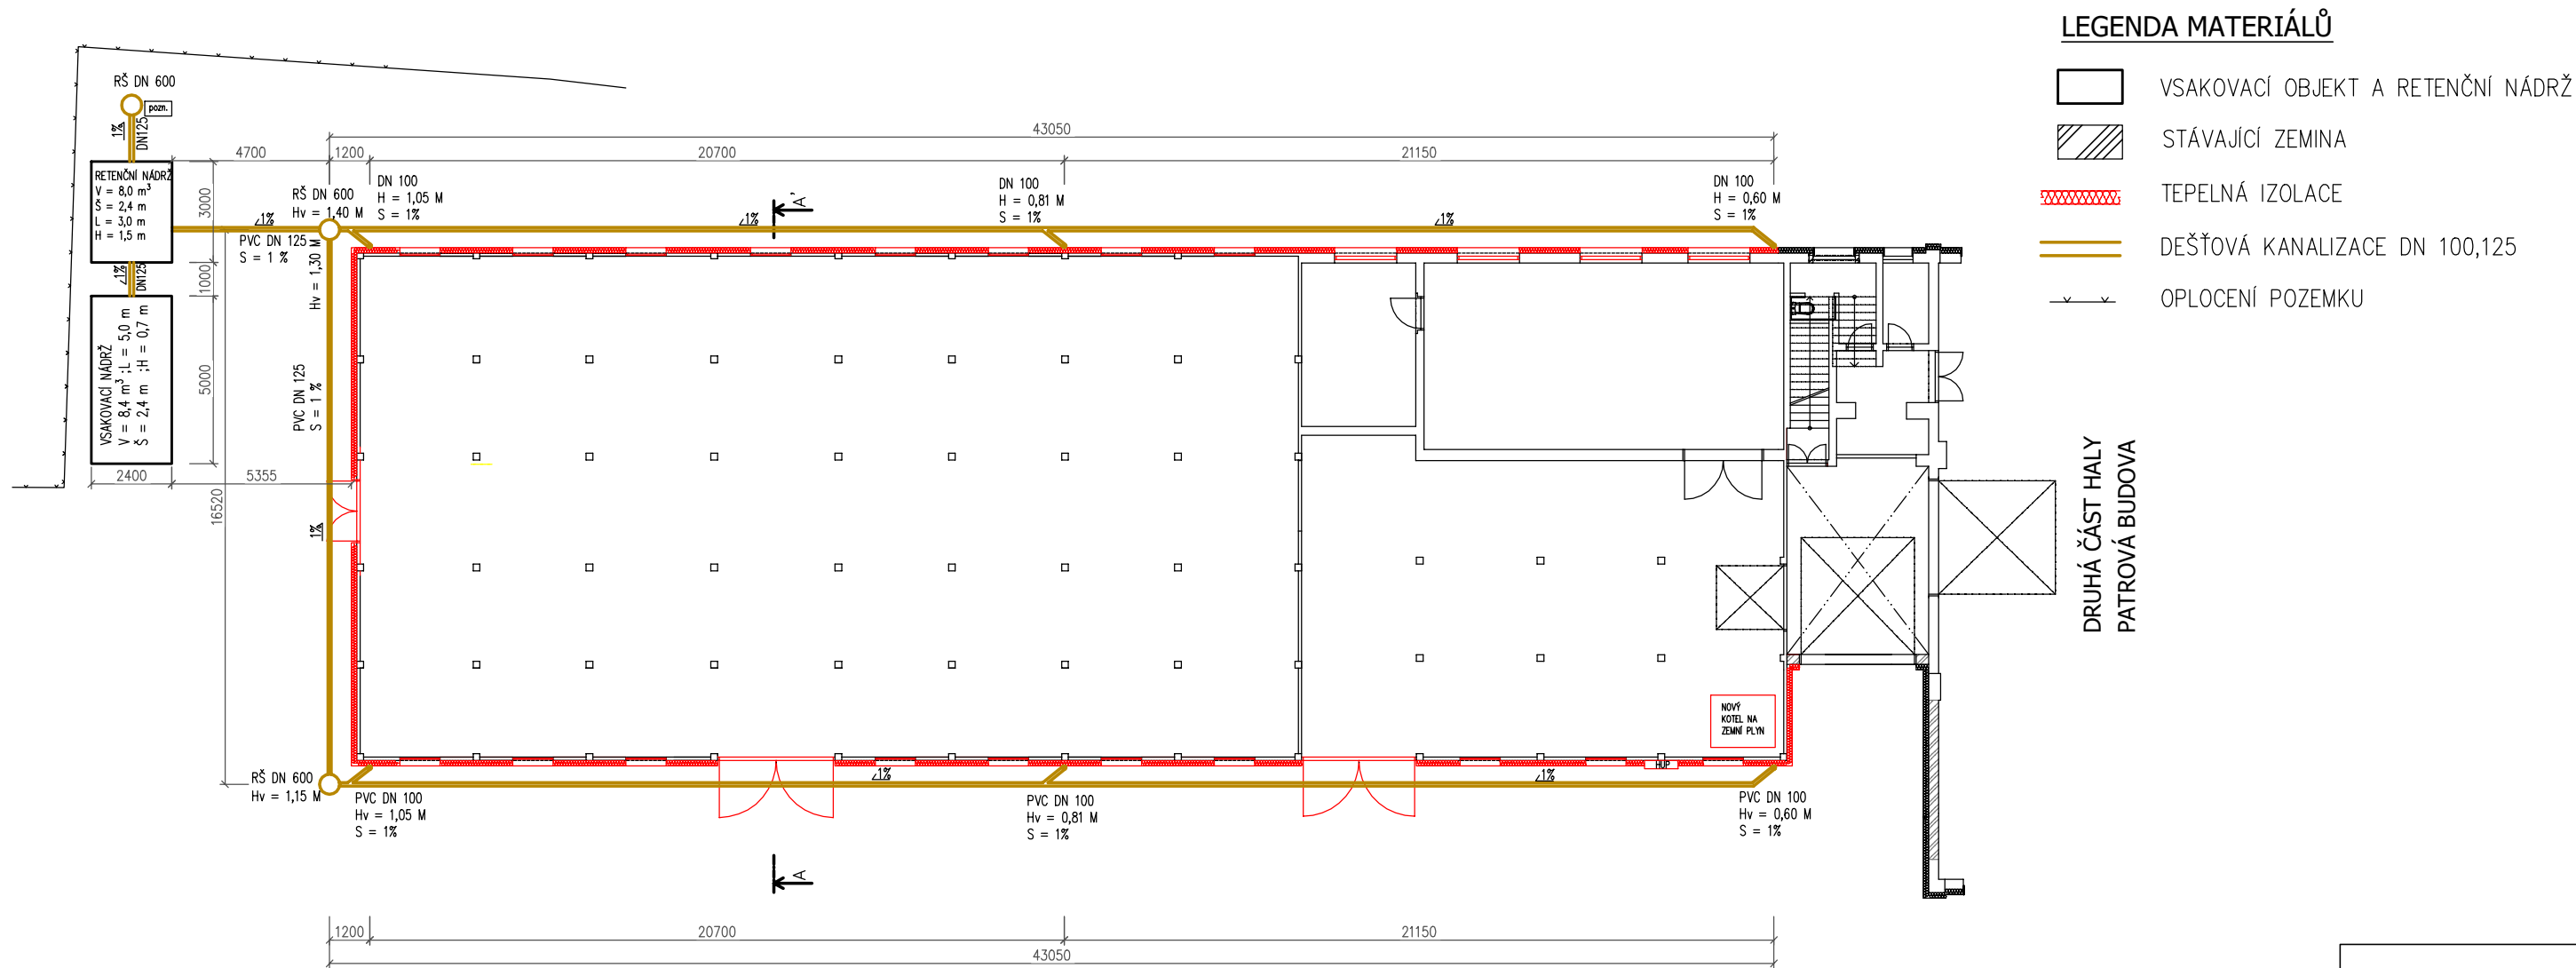 LEGENDA MATERIÁLŮ
VSAKOVACÍ OBJEKT A RETENČNÍ NÁDRŽ
STÁVAJÍCÍ ZEMINA
TEPELNÁ IZOLACE
DEŠŤOVÁ KANALIZACE DN 100,125
OPLOCENÍ POZEMKU
RŠ DN 600
pozn.
1%
DN125
43050
4700
1200
20700
21150
RETENČNÍ NÁDRŽ
V = 8,0 m³
Š = 2,4 m
L = 3,0 m
H = 1,5 m
3000
RŠ DN 600
Hv = 1,40 M
DN 100
H = 1,05 M
S = 1%
A'
DN 100
H = 0,81 M
S = 1%
DN 100
H = 0,60 M
S = 1%
1%
1%
1%
PVC DN 125
S = 1 %
Hv = 1,30 M
1%
DN125
1000
VSAKOVACÍ NÁDRŽ
V = 8,4 m³ ;L = 5,0 m
Š = 2,4 m ;H = 0,7 m
5000
PVC DN 125
S = 1 %
2400
5355
16520
1%
DRUHÁ ČÁST HALY
PATROVÁ BUDOVA
NOVÝ
KOTEL NA
ZEMNÍ PLYN
HUP
RŠ DN 600
Hv = 1,15 M
1%
1%
PVC DN 100
Hv = 1,05 M
S = 1%
PVC DN 100
Hv = 0,81 M
S = 1%
PVC DN 100
Hv = 0,60 M
S = 1%
A
1200
20700
21150
43050